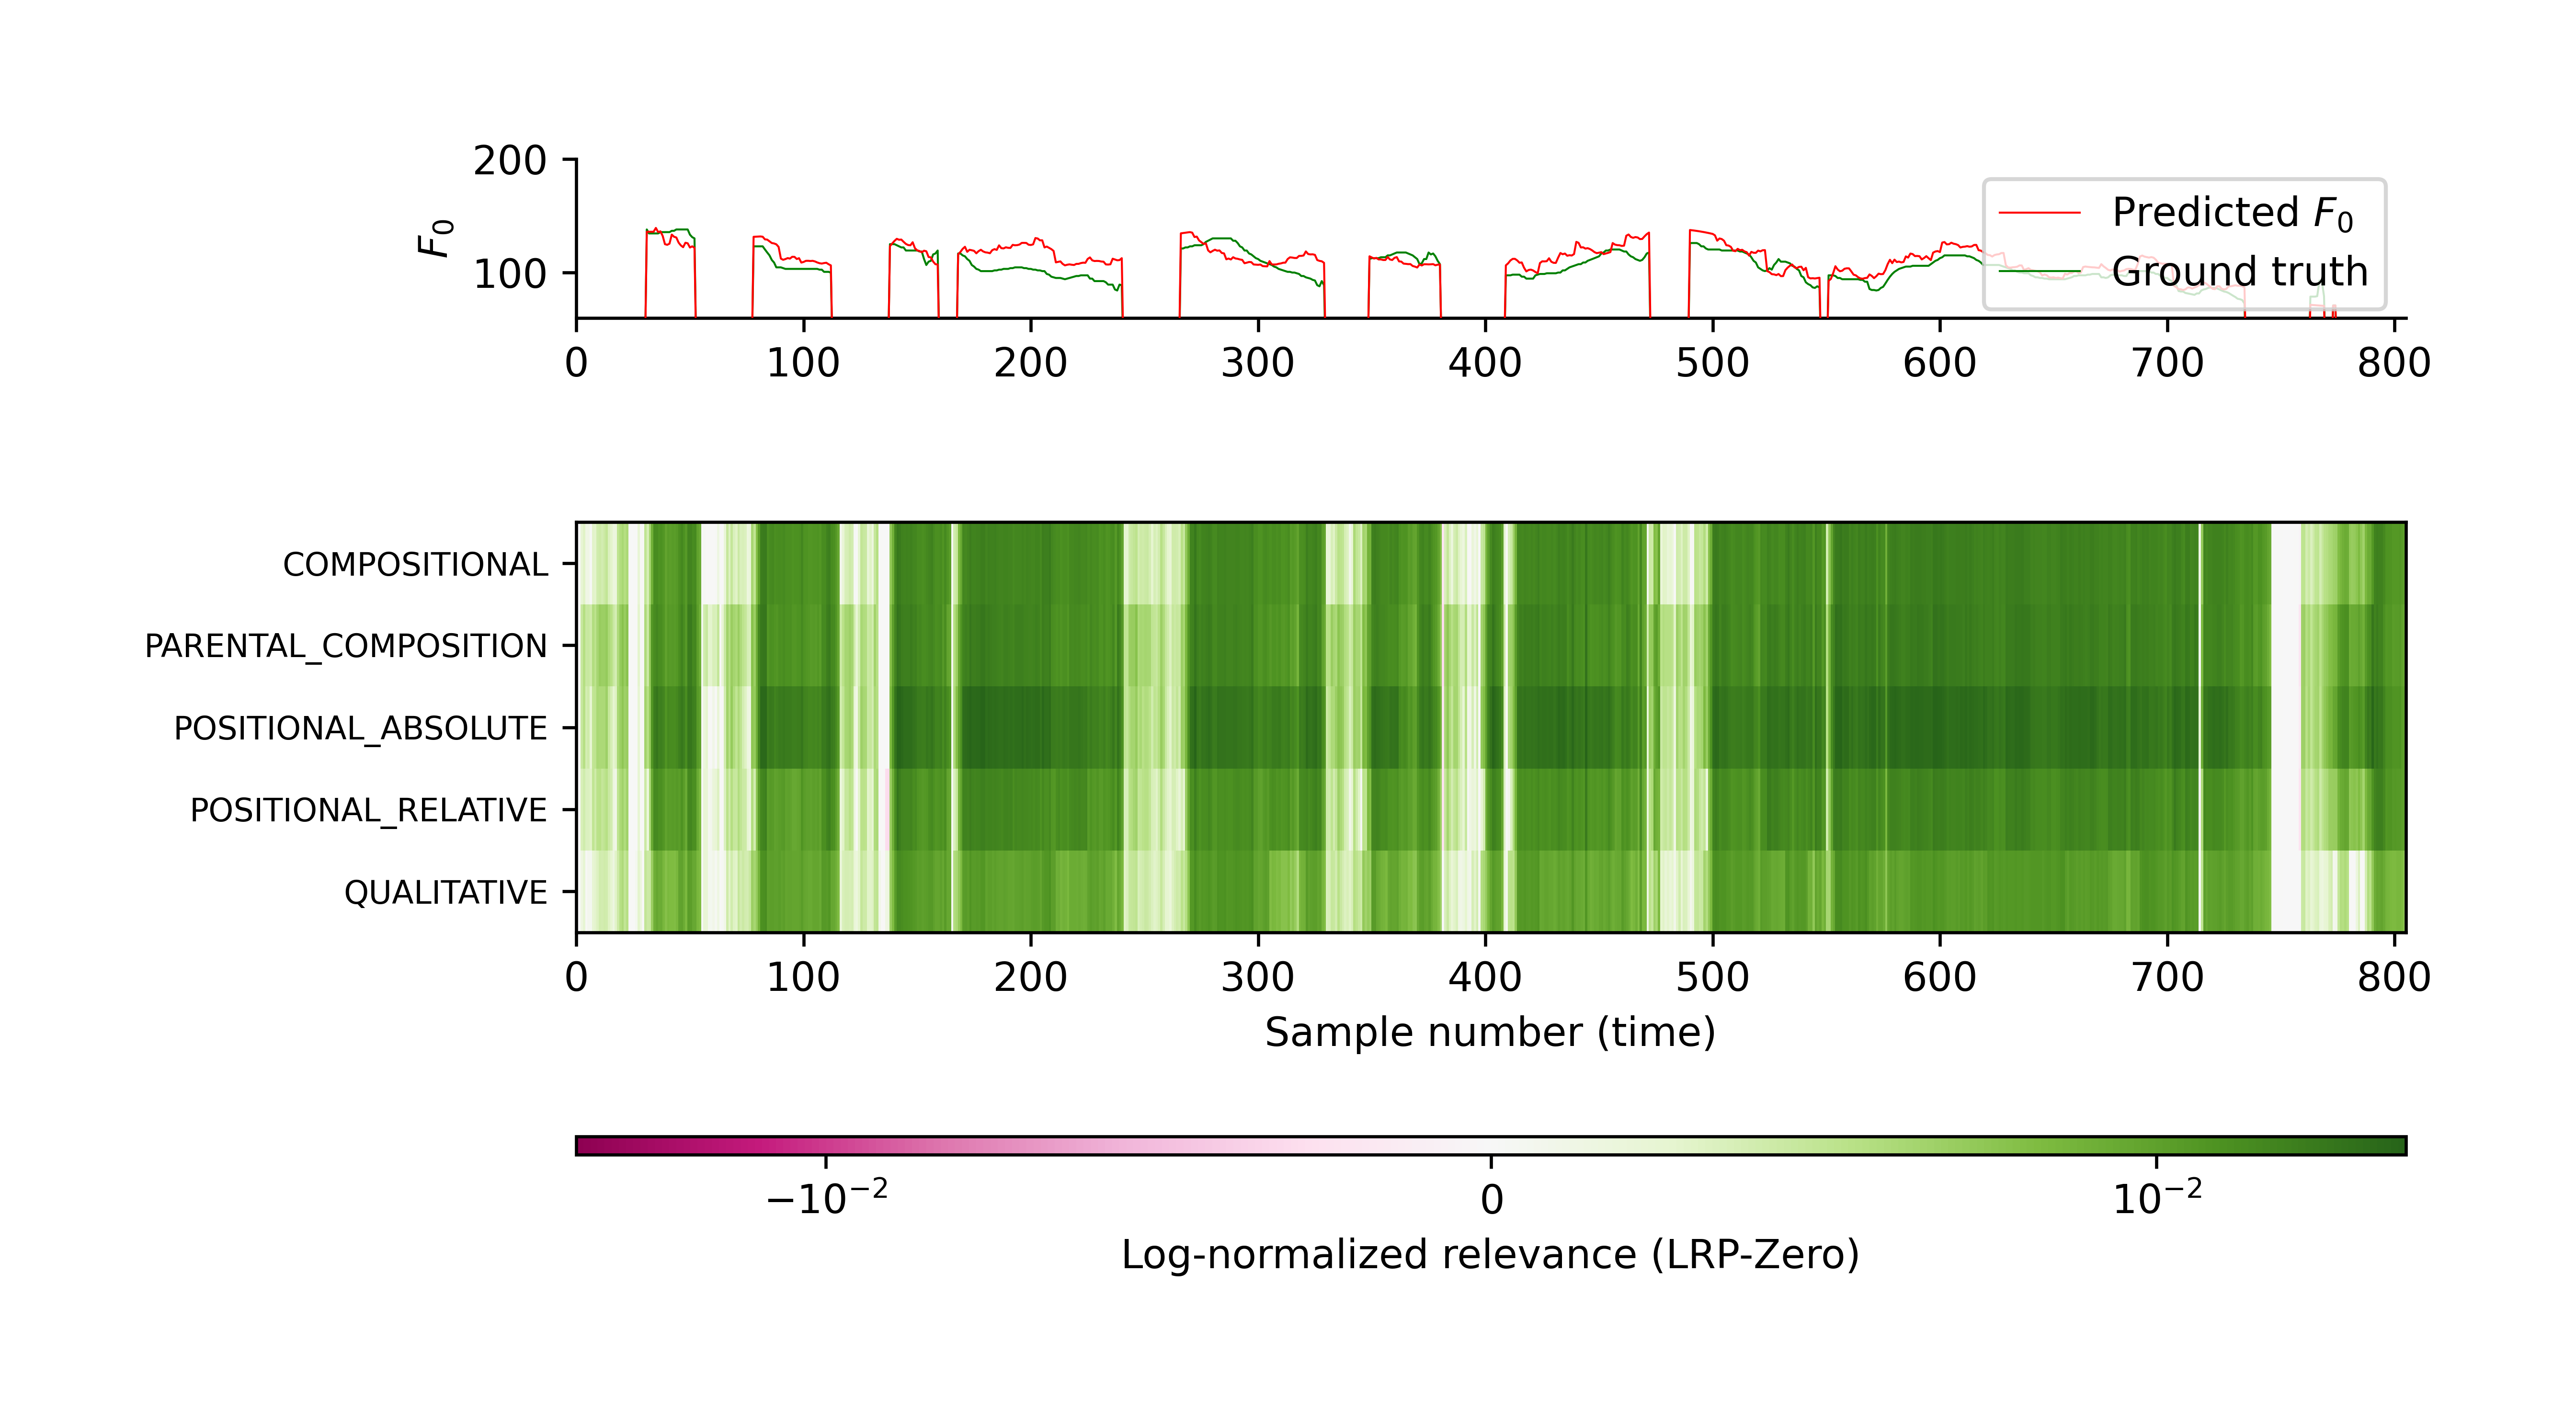 200
100
F₀
Predicted F₀
Ground truth
0 100 200 300 400 500 600 700 800
COMPOSITIONAL
PARENTAL_COMPOSITION
POSITIONAL_ABSOLUTE
POSITIONAL_RELATIVE
QUALITATIVE
0 100 200 300 400 500 600 700 800
Sample number (time)
−10⁻² 0 10⁻²
Log-normalized relevance (LRP-Zero)